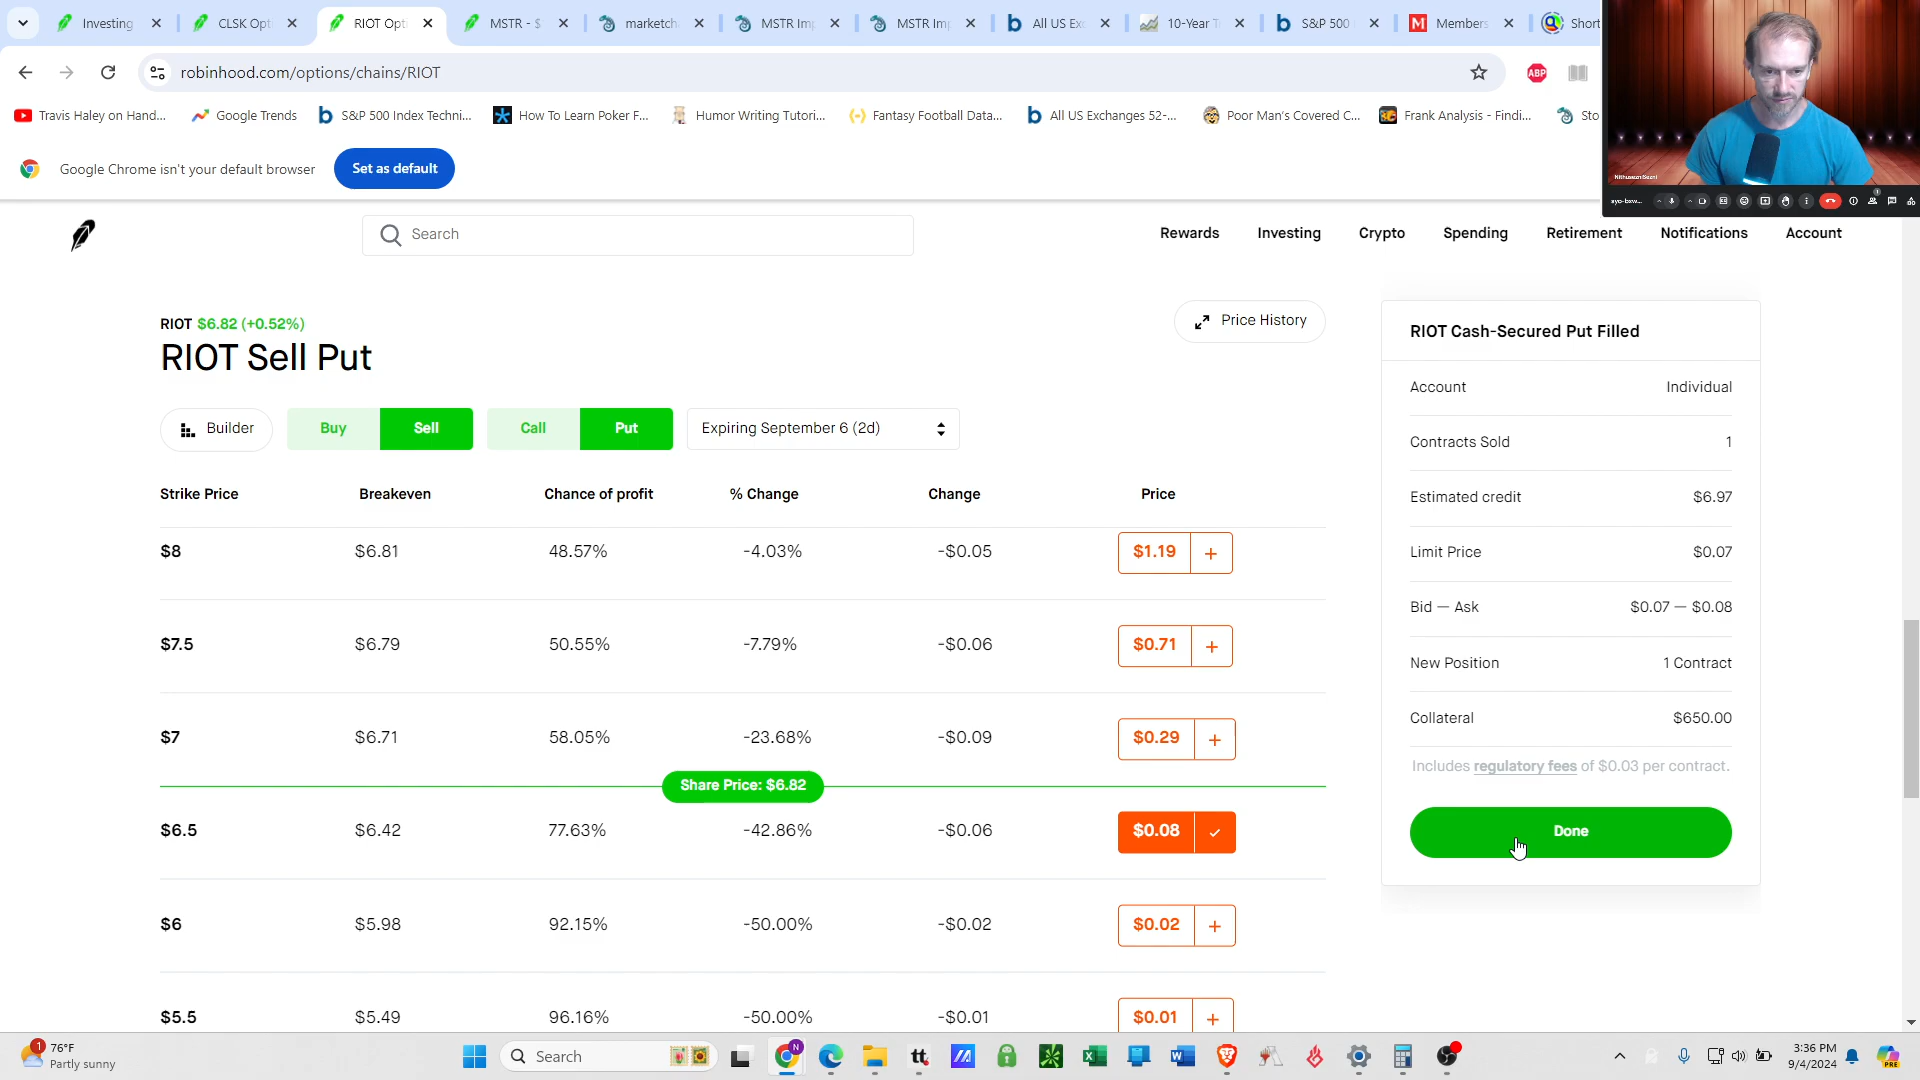 Investing
CLSK Opti
RIOT Opti
MSTR - $
marketch
MSTR Imp
MSTR Imp
All US Exc
10-Year T
S&P 500
Members
Short
robinhood.com/options/chains/RIOT
ABP
Travis Haley on Hand...
Google Trends
S&P 500 Index Techni...
How To Learn Poker F...
Humor Writing Tutori...
Fantasy Football Data...
All US Exchanges 52-...
Poor Man's Covered C...
Frank Analysis - Findi...
Sto
Google Chrome isn't your default browser
Set as default
Search
Rewards
Investing
Crypto
Spending
Retirement
Notifications
Account
RIOT $6.82 (+0.52%)
RIOT Sell Put
Price History
Builder
Buy
Sell
Call
Put
Expiring September 6 (2d)
Strike Price Breakeven Chance of profit % Change Change Price
$8 $6.81 48.57% -4.03% -$0.05 $1.19 +
$7.5 $6.79 50.55% -7.79% -$0.06 $0.71 +
$7 $6.71 58.05% -23.68% -$0.09 $0.29 +
Share Price: $6.82
$6.5 $6.42 77.63% -42.86% -$0.06 $0.08
$6 $5.98 92.15% -50.00% -$0.02 $0.02 +
$5.5 $5.49 96.16% -50.00% -$0.01 $0.01 +
RIOT Cash-Secured Put Filled
Account Individual
Contracts Sold 1
Estimated credit $6.97
Limit Price $0.07
Bid — Ask $0.07 — $0.08
New Position 1 Contract
Collateral $650.00
Includes regulatory fees of $0.03 per contract.
Done
1
76°F
Partly sunny
Search
tt
3:36 PM
9/4/2024
PRE